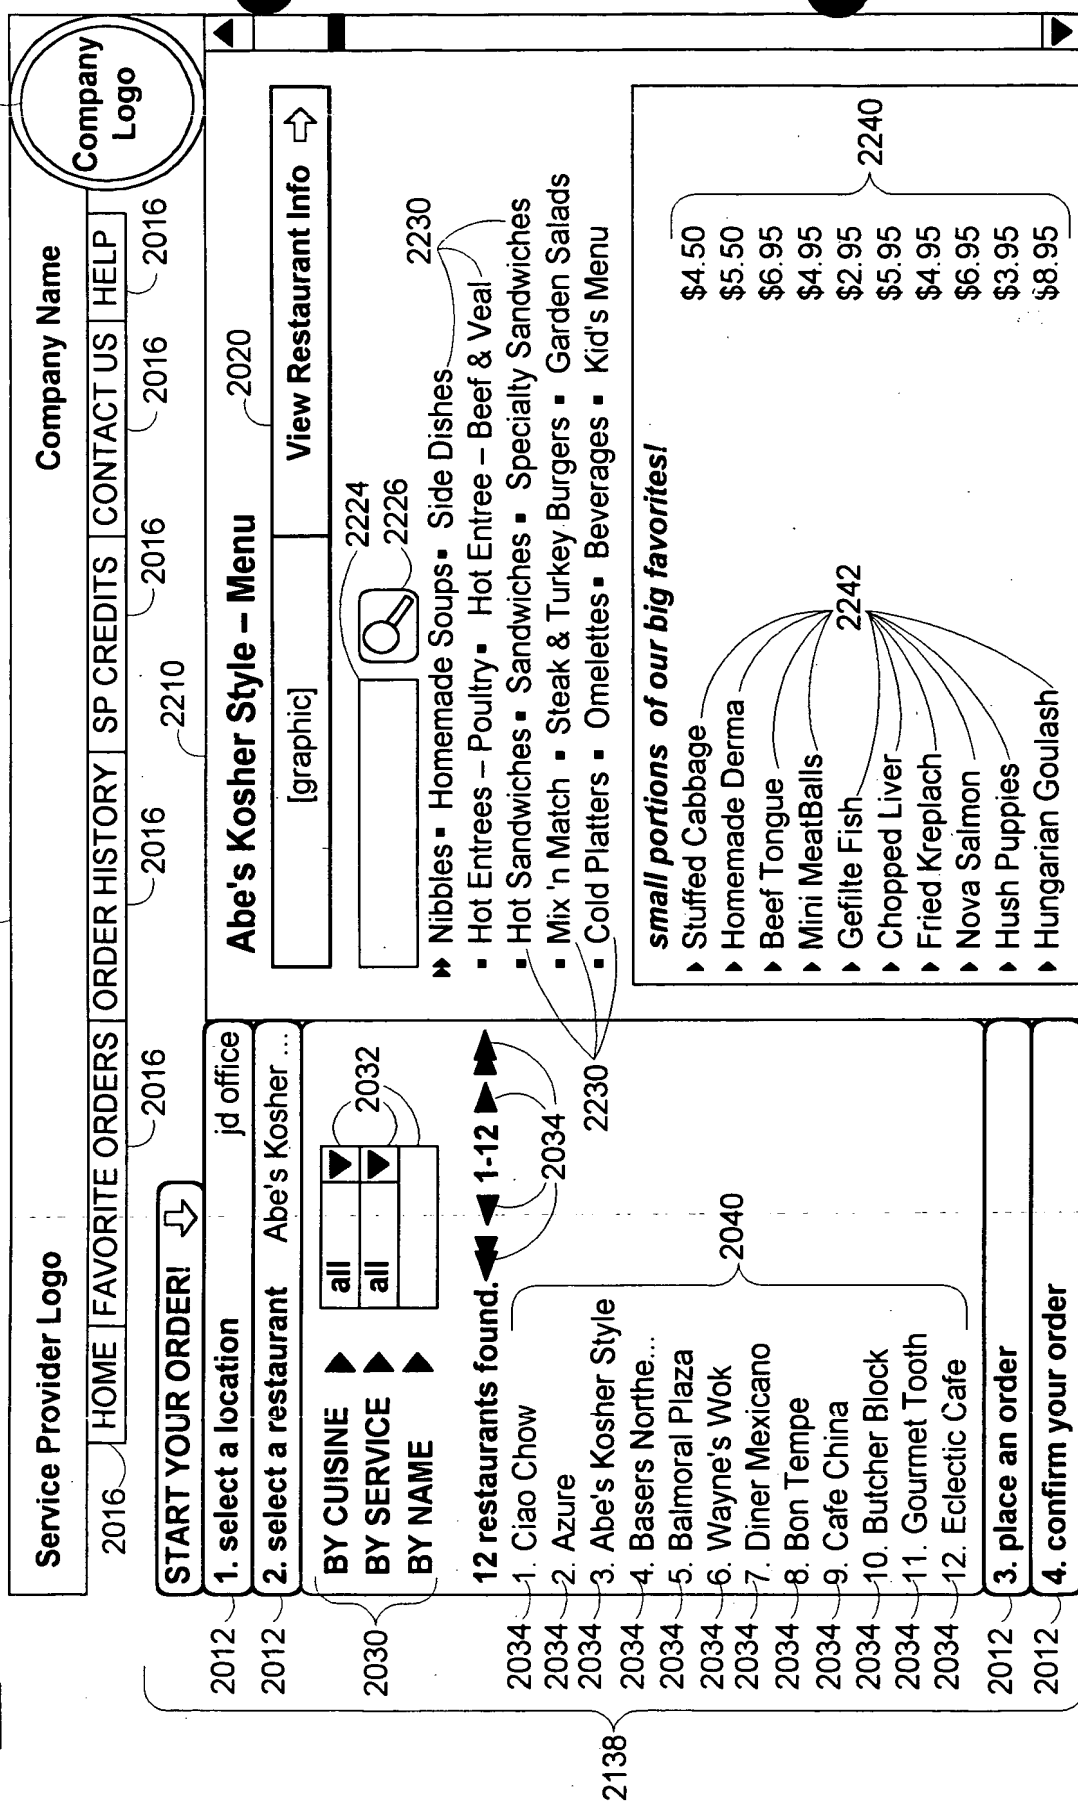 Service Provider Logo
Company Name
Company
Logo
HOME FAVORITE ORDERS ORDER HISTORY SP CREDITS CONTACT US HELP
2016 2016 2016 2016 2016 2016
START YOUR ORDER!
2210
2012 1. select a location jd office
2012 2. select a restaurant Abe's Kosher ...
2030
BY CUISINE all
BY SERVICE all
BY NAME
2032
12 restaurants found. 1-12
2034
2034 1. Ciao Chow
2034 2. Azure
2034 3. Abe's Kosher Style
2034 4. Basers Northe...
2034 5. Balmoral Plaza
2034 6. Wayne's Wok
2034 7. Diner Mexicano
2034 8. Bon Tempe
2034 9. Cafe China
2034 10. Butcher Block
2034 11. Gourmet Tooth
2034 12. Eclectic Cafe
2040
2012 3. place an order
2012 4. confirm your order
2138
Abe's Kosher Style – Menu
2020
[graphic] View Restaurant Info
2224
2226
Nibbles ▪ Homemade Soups ▪ Side Dishes
▪ Hot Entrees – Poultry ▪ Hot Entree – Beef & Veal
▪ Hot Sandwiches ▪ Sandwiches ▪ Specialty Sandwiches
▪ Mix 'n Match ▪ Steak & Turkey Burgers ▪ Garden Salads
▪ Cold Platters ▪ Omelettes ▪ Beverages ▪ Kid's Menu
2230
2230
small portions of our big favorites!
Stuffed Cabbage $4.50
Homemade Derma $5.50
Beef Tongue $6.95
Mini MeatBalls $4.95
Gefilte Fish $2.95
Chopped Liver $5.95
Fried Kreplach $4.95
Nova Salmon $6.95
Hush Puppies $3.95
Hungarian Goulash $8.95
2242
2240